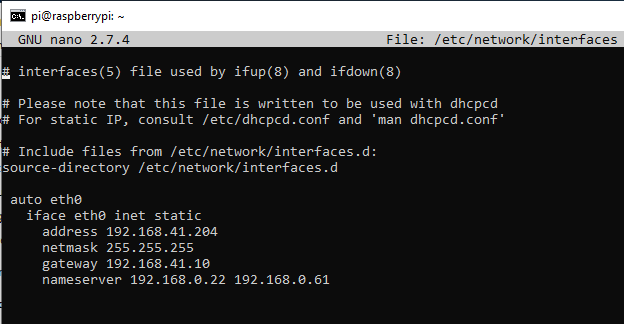 pi@raspberrypi: ~
GNU nano 2.7.4 File: /etc/network/interfaces
# interfaces(5) file used by ifup(8) and ifdown(8)
# Please note that this file is written to be used with dhcpcd
# For static IP, consult /etc/dhcpcd.conf and 'man dhcpcd.conf'
# Include files from /etc/network/interfaces.d:
source-directory /etc/network/interfaces.d
auto eth0
iface eth0 inet static
address 192.168.41.204
netmask 255.255.255
gateway 192.168.41.10
nameserver 192.168.0.22 192.168.0.61